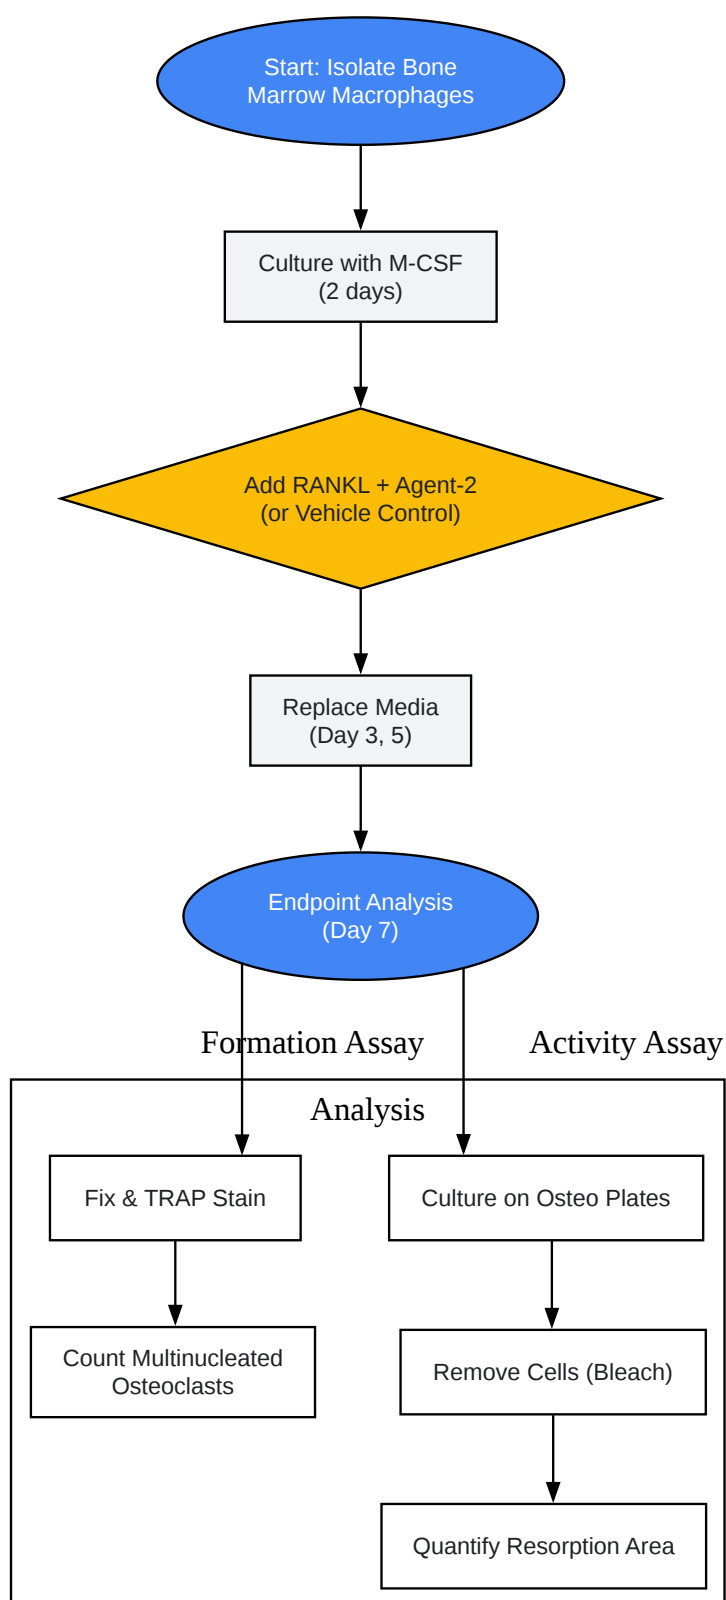 Start: Isolate Bone
Marrow Macrophages
Culture with M-CSF
(2 days)
Add RANKL + Agent-2
(or Vehicle Control)
Replace Media
(Day 3, 5)
Endpoint Analysis
(Day 7)
Formation Assay
Activity Assay
Analysis
Fix & TRAP Stain
Culture on Osteo Plates
Count Multinucleated
Osteoclasts
Remove Cells (Bleach)
Quantify Resorption Area